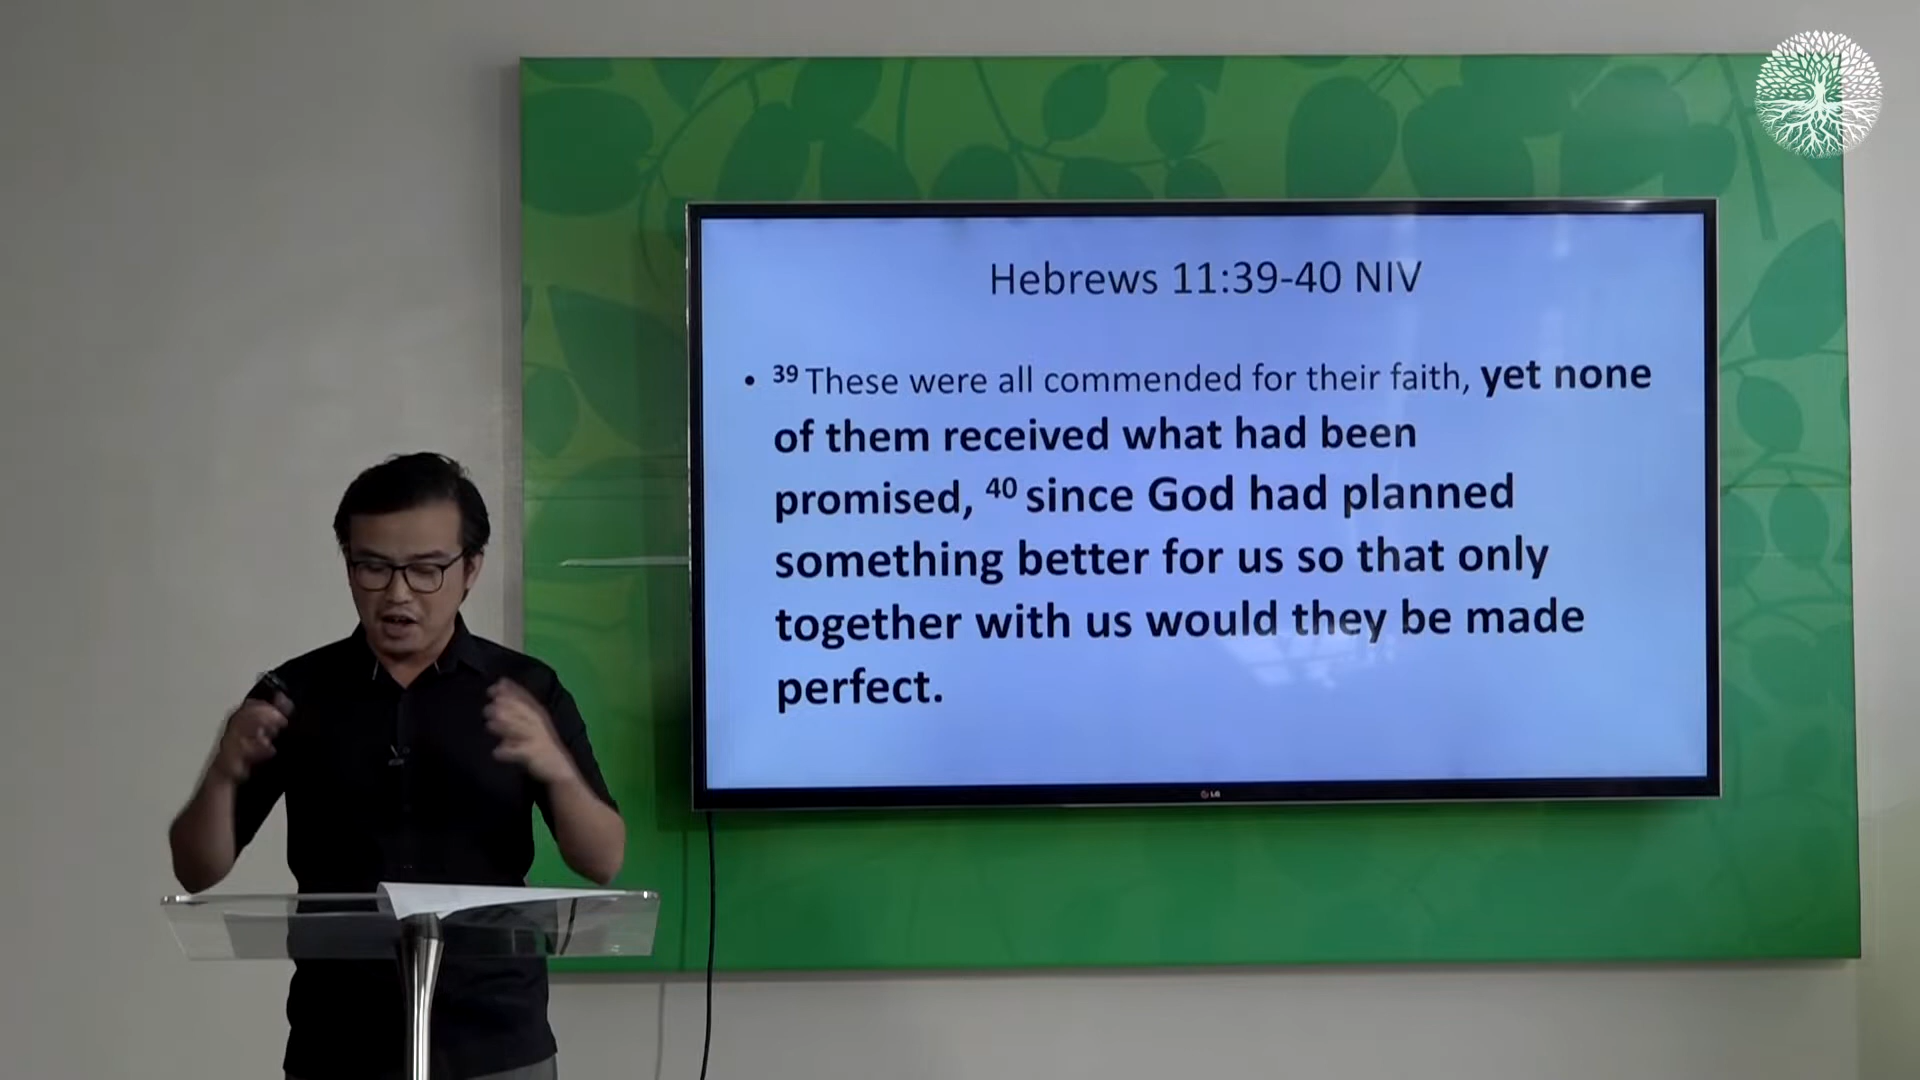 Hebrews 11:39-40 NIV
• 39 These were all commended for their faith, yet none
of them received what had been
promised, 40 since God had planned
something better for us so that only
together with us would they be made
perfect.
LG